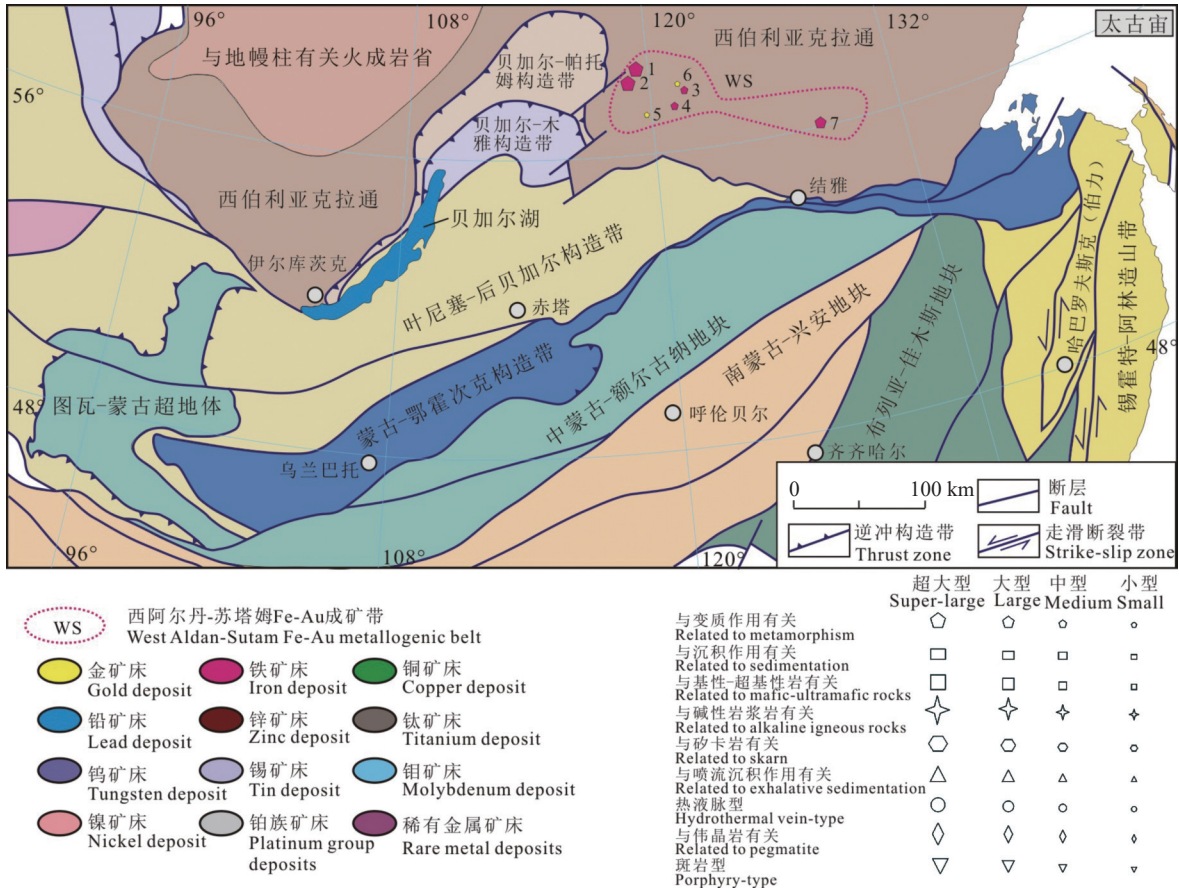 96°
108°
120°
132°
太古宙
与地幔柱有关火成岩省
贝加尔-帕托
姆构造带
西伯利亚克拉通
56°
1
2
6
3
4
5
7
WS
贝加尔-木
雅构造带
56°
西伯利亚克拉通
贝加尔湖
结雅
伊尔库茨克
叶尼塞-后贝加尔构造带
赤塔
哈巴罗夫斯克（伯力）
锡霍特-阿林造山带
48°
48°
图瓦-蒙古超地体
蒙古-鄂霍次克构造带
中蒙古-额尔古纳地块
南蒙古-兴安地块
布列亚-佳木斯地块
呼伦贝尔
齐齐哈尔
乌兰巴托
96°
108°
120°
0 100 km
断层
Fault
逆冲构造带
Thrust zone
走滑断裂带
Strike-slip zone
WS
西阿尔丹-苏塔姆Fe-Au成矿带
West Aldan-Sutam Fe-Au metallogenic belt
金矿床
Gold deposit
铁矿床
Iron deposit
铜矿床
Copper deposit
铅矿床
Lead deposit
锌矿床
Zinc deposit
钛矿床
Titanium deposit
钨矿床
Tungsten deposit
锡矿床
Tin deposit
钼矿床
Molybdenum deposit
镍矿床
Nickel deposit
铂族矿床
Platinum group
deposits
稀有金属矿床
Rare metal deposits
超大型 大型 中型 小型
Super-large Large Medium Small
与变质作用有关
Related to metamorphism
与沉积作用有关
Related to sedimentation
与基性-超基性岩有关
Related to mafic-ultramafic rocks
与碱性岩浆岩有关
Related to alkaline igneous rocks
与矽卡岩有关
Related to skarn
与喷流沉积作用有关
Related to exhalative sedimentation
热液脉型
Hydrothermal vein-type
与伟晶岩有关
Related to pegmatite
斑岩型
Porphyry-type